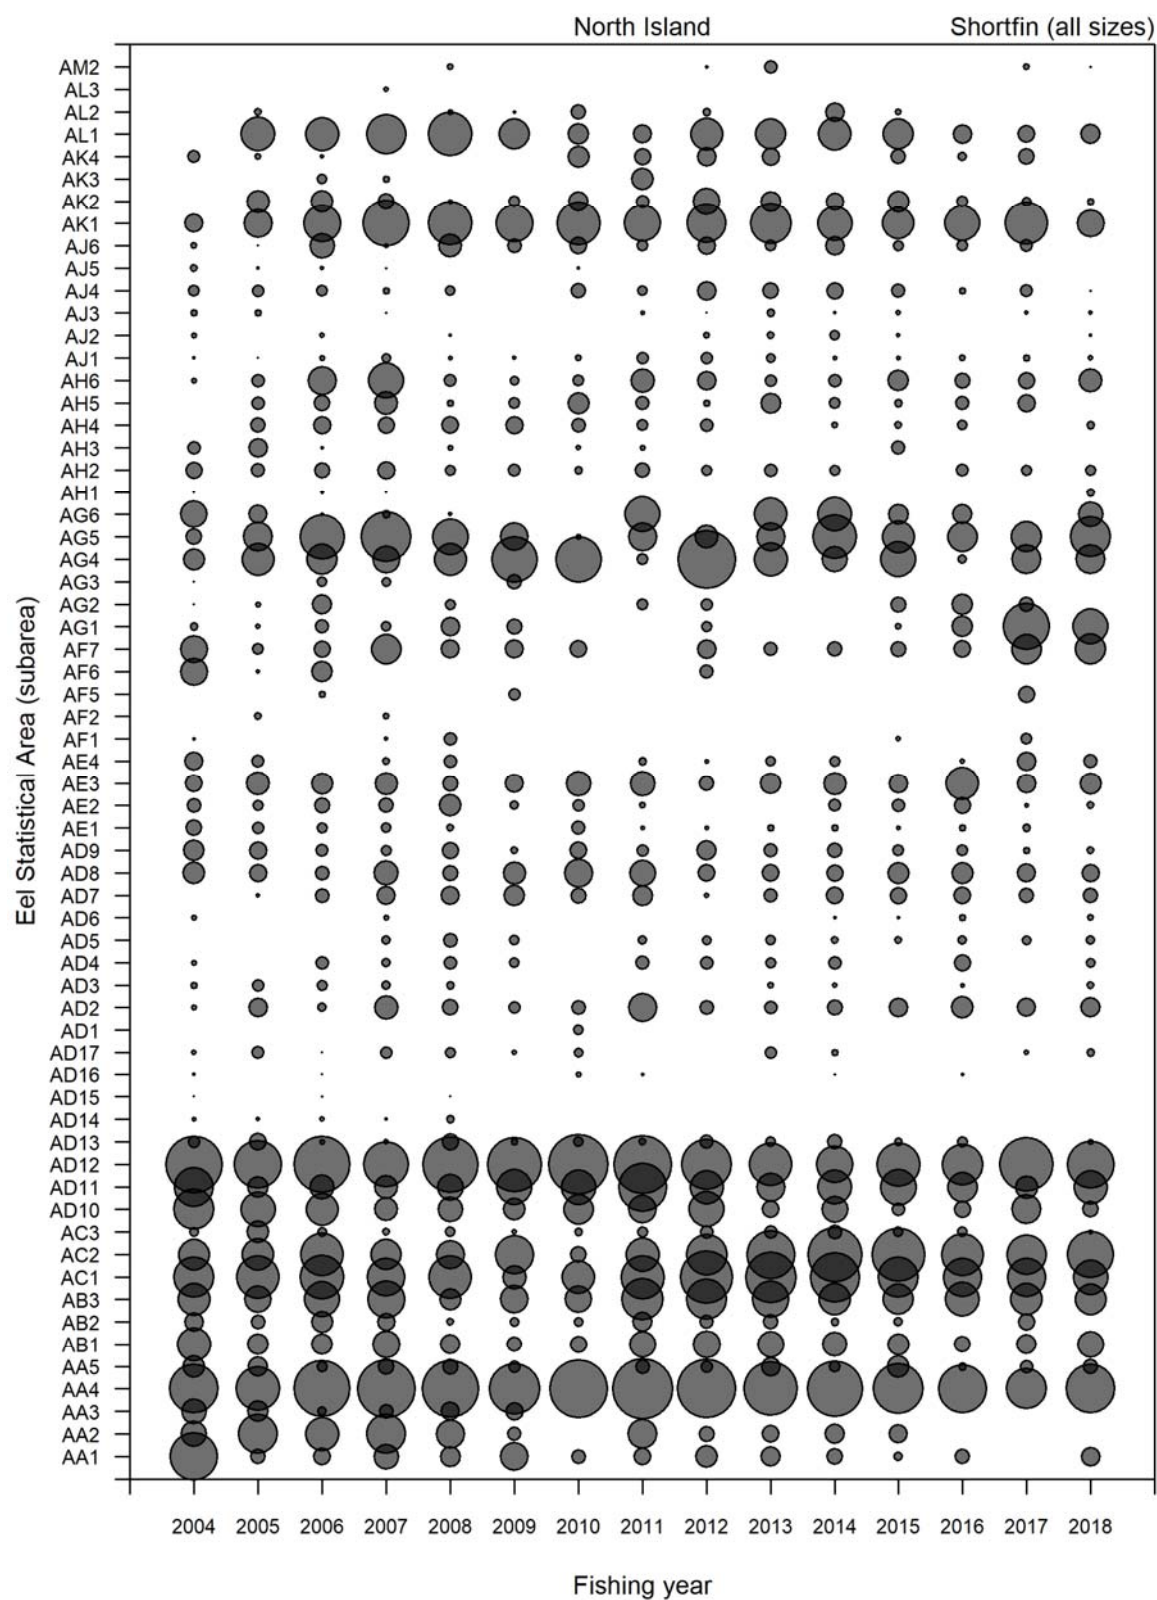 North Island Shortfin (all sizes)
AM2
AL3
AL2
AL1
AK4
AK3
AK2
AK1
AJ6
AJ5
AJ4
AJ3
AJ2
AJ1
AH6
AH5
AH4
AH3
AH2
AH1
AG6
AG5
AG4
AG3
AG2
AG1
AF7
AF6
AF5
AF2
AF1
AE4
AE3
AE2
AE1
AD9
AD8
AD7
AD6
AD5
AD4
AD3
AD2
AD1
AD17
AD16
AD15
AD14
AD13
AD12
AD11
AD10
AC3
AC2
AC1
AB3
AB2
AB1
AA5
AA4
AA3
AA2
AA1
Eel Statistical Area (subarea)
2004 2005 2006 2007 2008 2009 2010 2011 2012 2013 2014 2015 2016 2017 2018
Fishing year